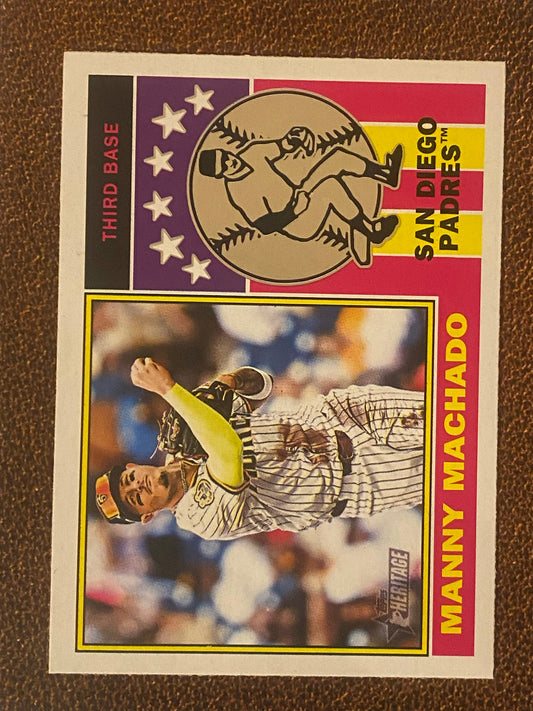 THIRD BASE
SAN DIEGO
PADRES™
Topps
HERITAGE
MANNY MACHADO